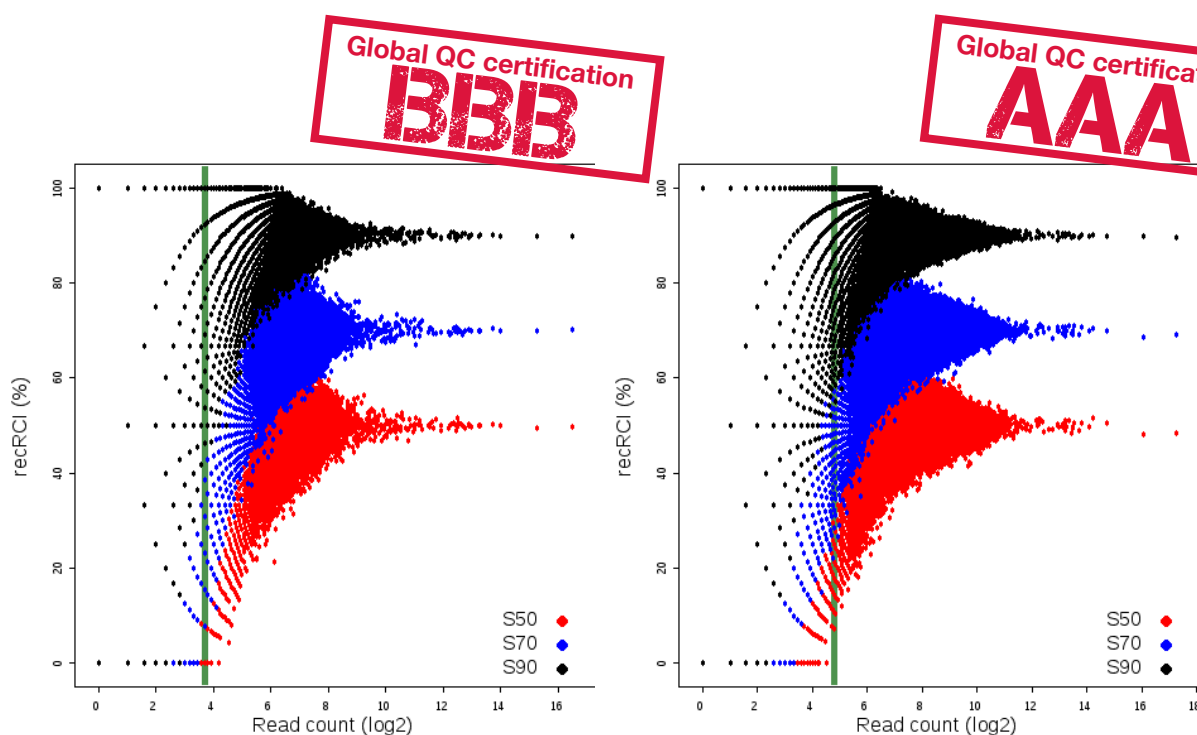 Global QC certification
BBB
Global QC certificat
AAA
recRCI (%)
100
80
60
40
20
0
0 2 4 6 8 10 12 14 16
Read count (log2)
S50
S70
S90
recRCI (%)
100
80
60
40
20
0
0 2 4 6 8 10 12 14 16 18
Read count (log2)
S50
S70
S90